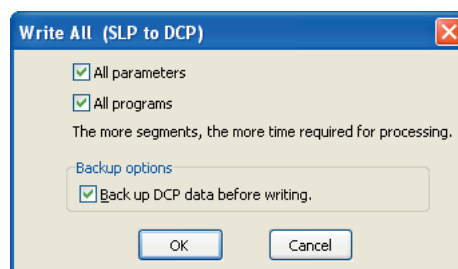 Write All (SLP to DCP)
All parameters
All programs
The more segments, the more time required for processing.
Backup options
Back up DCP data before writing.
OK
Cancel